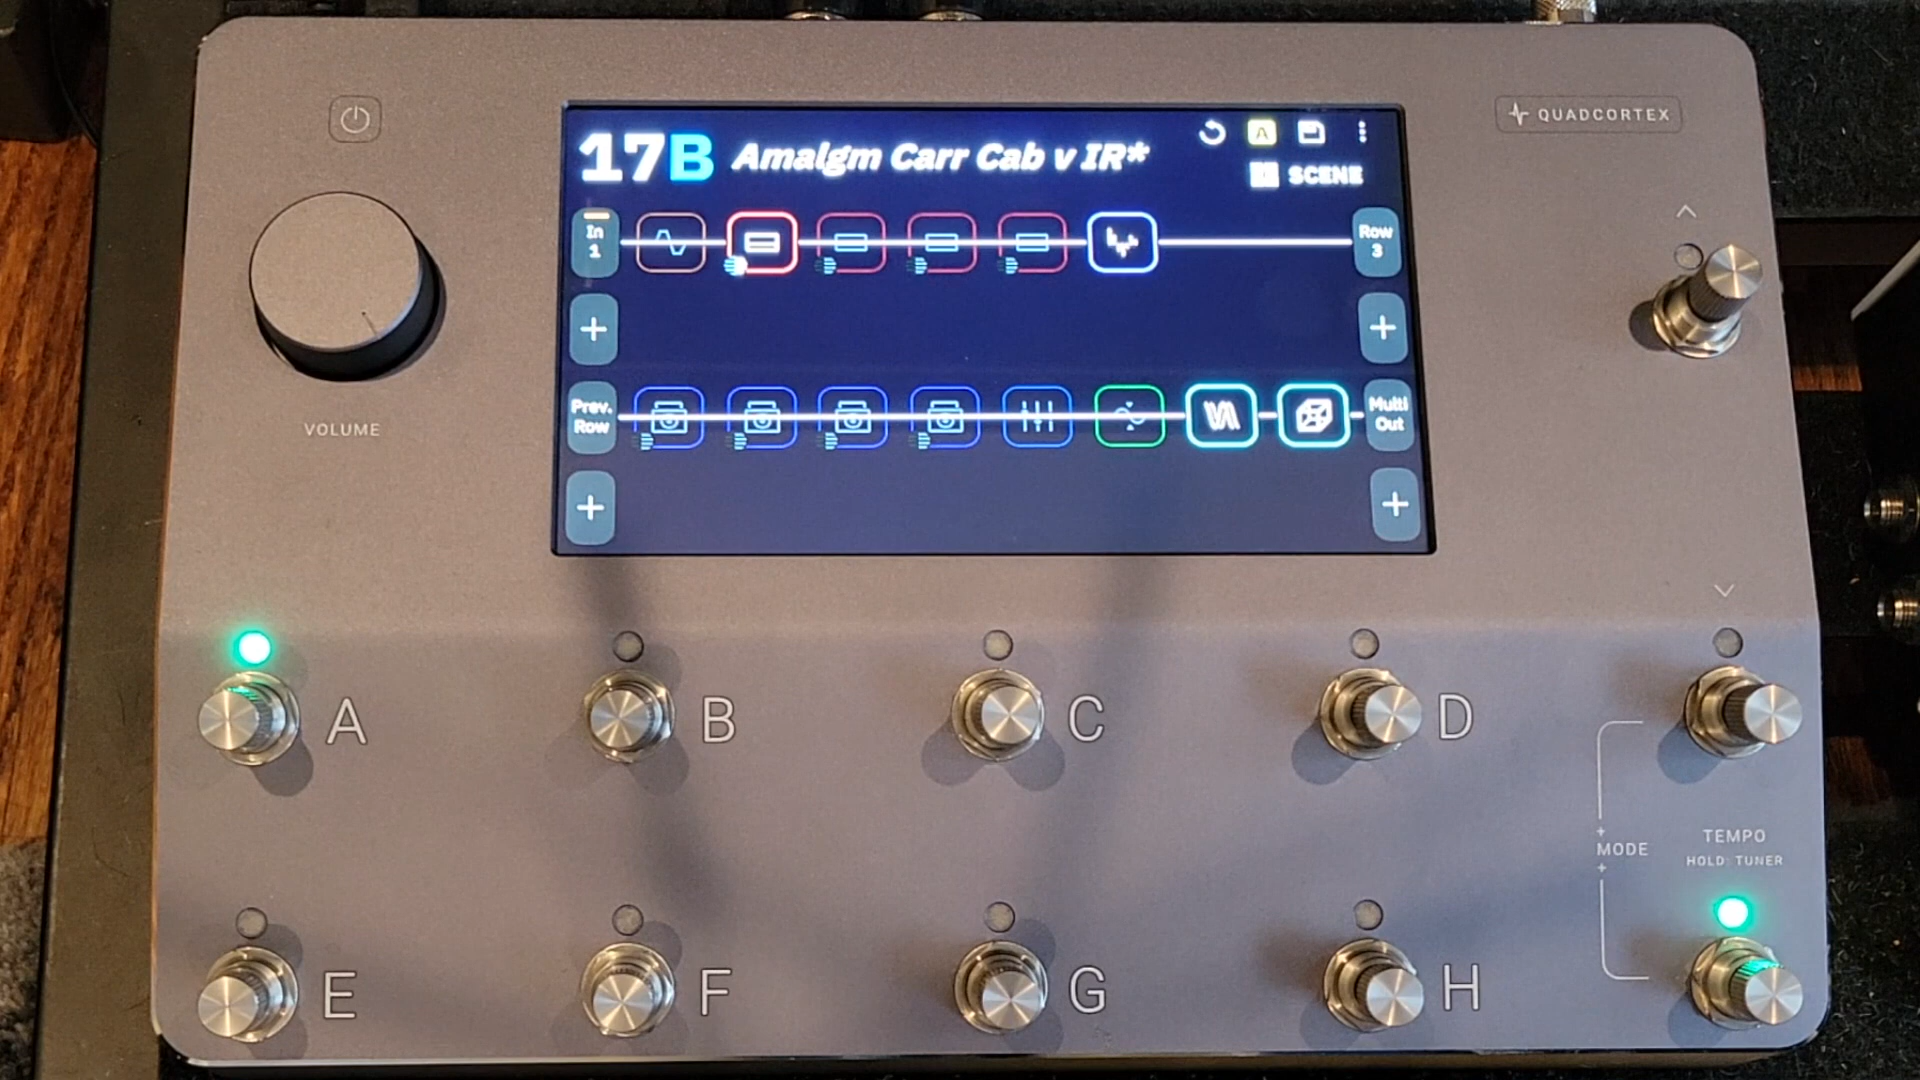 QUADCORTEX
17B Amalgm Carr Cab v IR*
A
SCENE
In
1
Row
3
+
+
Prev.
Row
Multi
Out
+
+
VOLUME
A
B
C
D
+
MODE
+
TEMPO
HOLD: TUNER
E
F
G
H